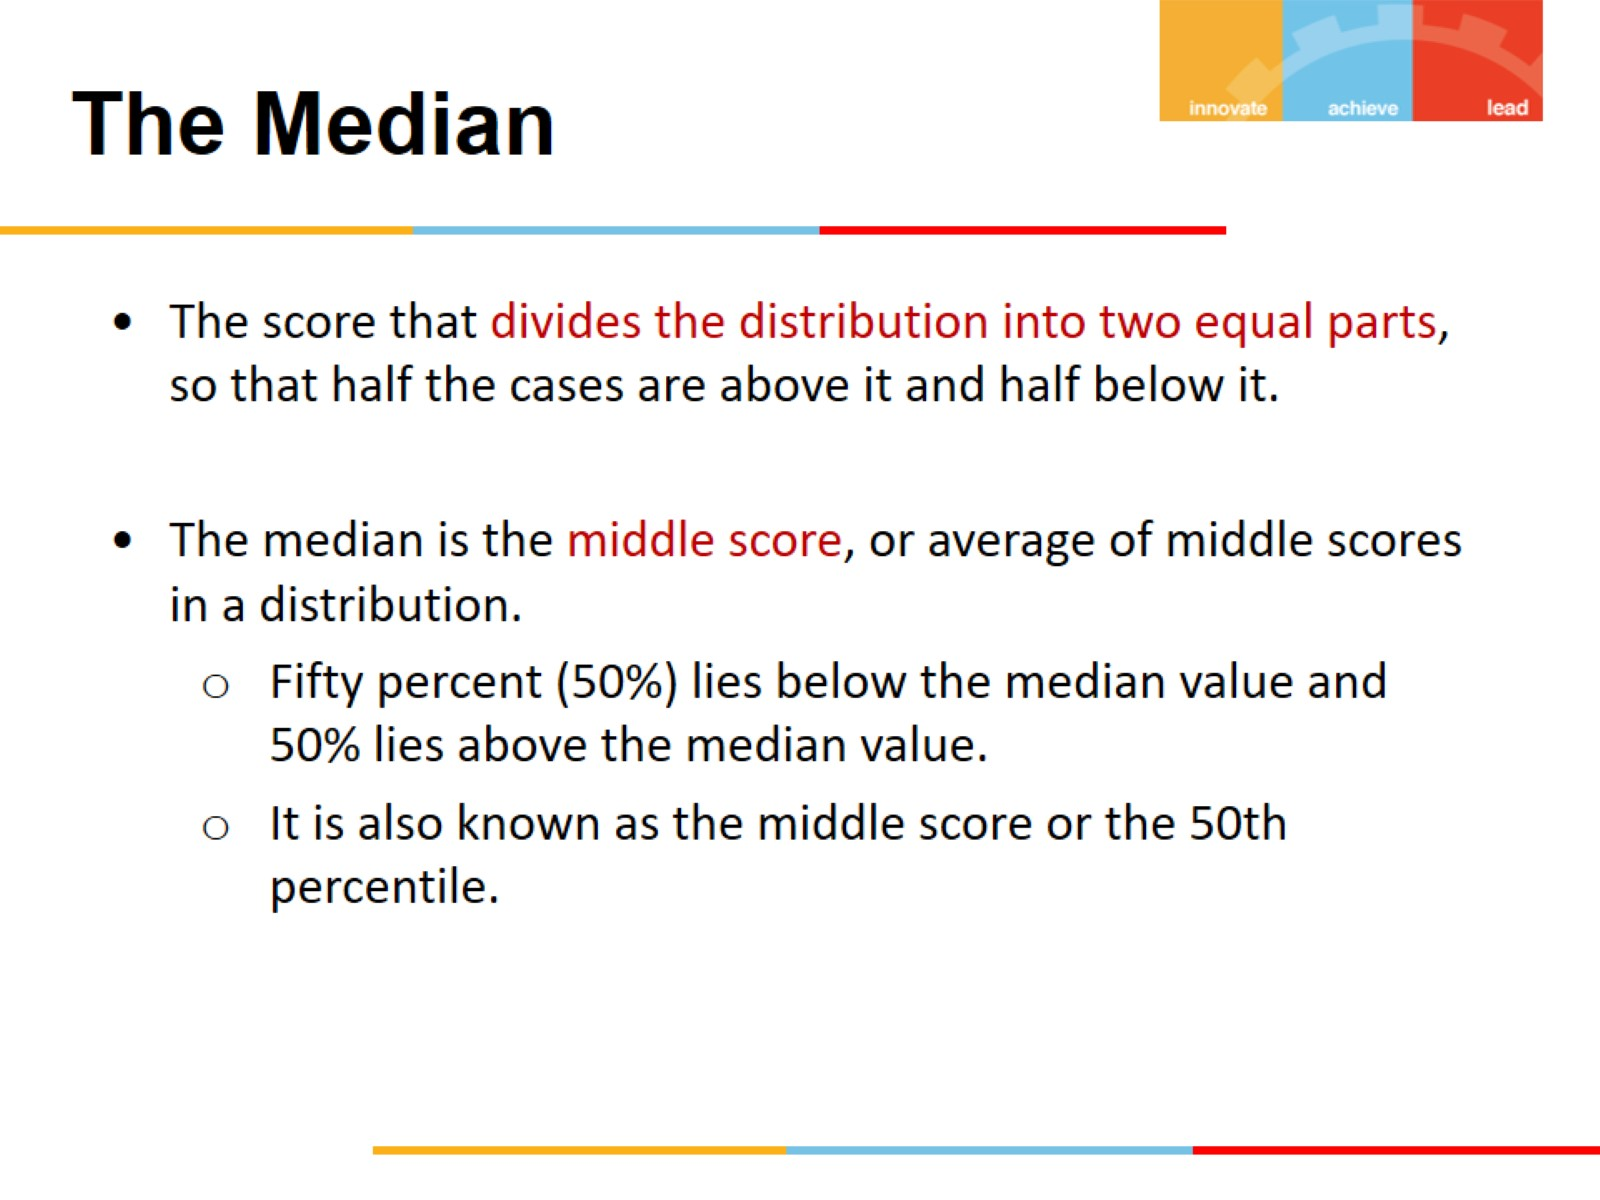 innovate achieve lead
The Median
• The score that divides the distribution into two equal parts,
so that half the cases are above it and half below it.
• The median is the middle score, or average of middle scores
in a distribution.
o Fifty percent (50%) lies below the median value and
50% lies above the median value.
o It is also known as the middle score or the 50th
percentile.